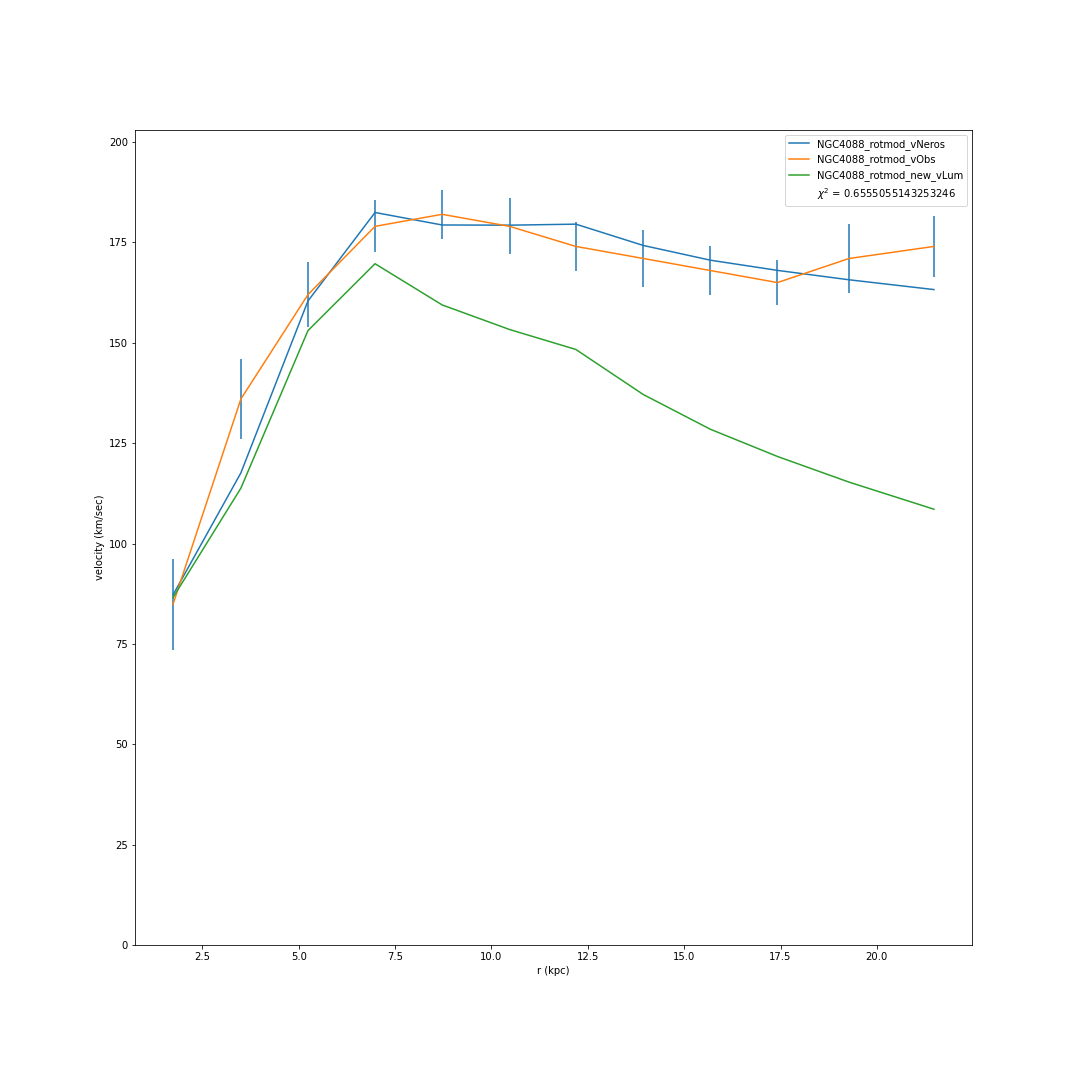 NGC4088_rotmod_vNeros
NGC4088_rotmod_vObs
NGC4088_rotmod_new_vLum
χ² = 0.6555055143253246
200
175
150
125
100
75
50
25
0
velocity (km/sec)
2.5 5.0 7.5 10.0 12.5 15.0 17.5 20.0
r (kpc)